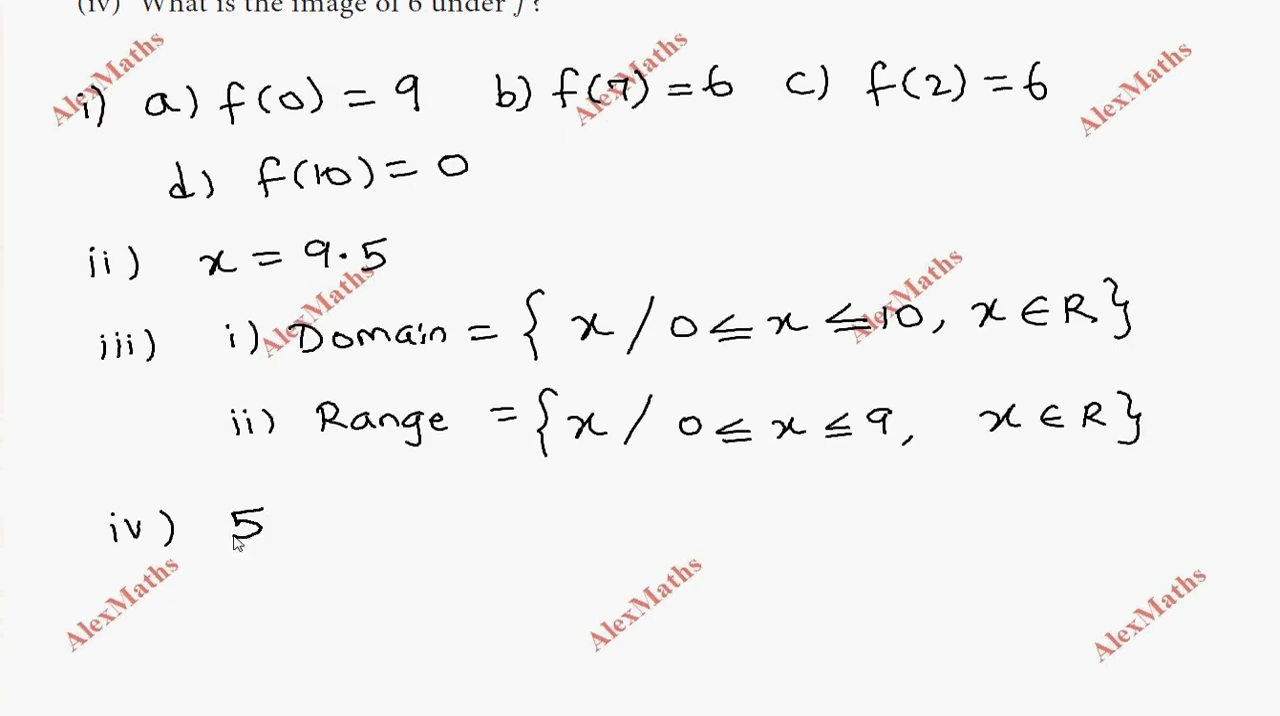 (iv) What is the image of 6 under f?
i) a) f(0) = 9 b) f(7) = 6 c) f(2) = 6
d) f(10) = 0
ii) x = 9.5
iii) i) Domain = { x / 0 ≤ x ≤ 10, x ∈ R }
ii) Range = { x / 0 ≤ x ≤ 9, x ∈ R }
iv) 5
AlexMaths
AlexMaths
AlexMaths
AlexMaths
AlexMaths
AlexMaths
AlexMaths
AlexMaths